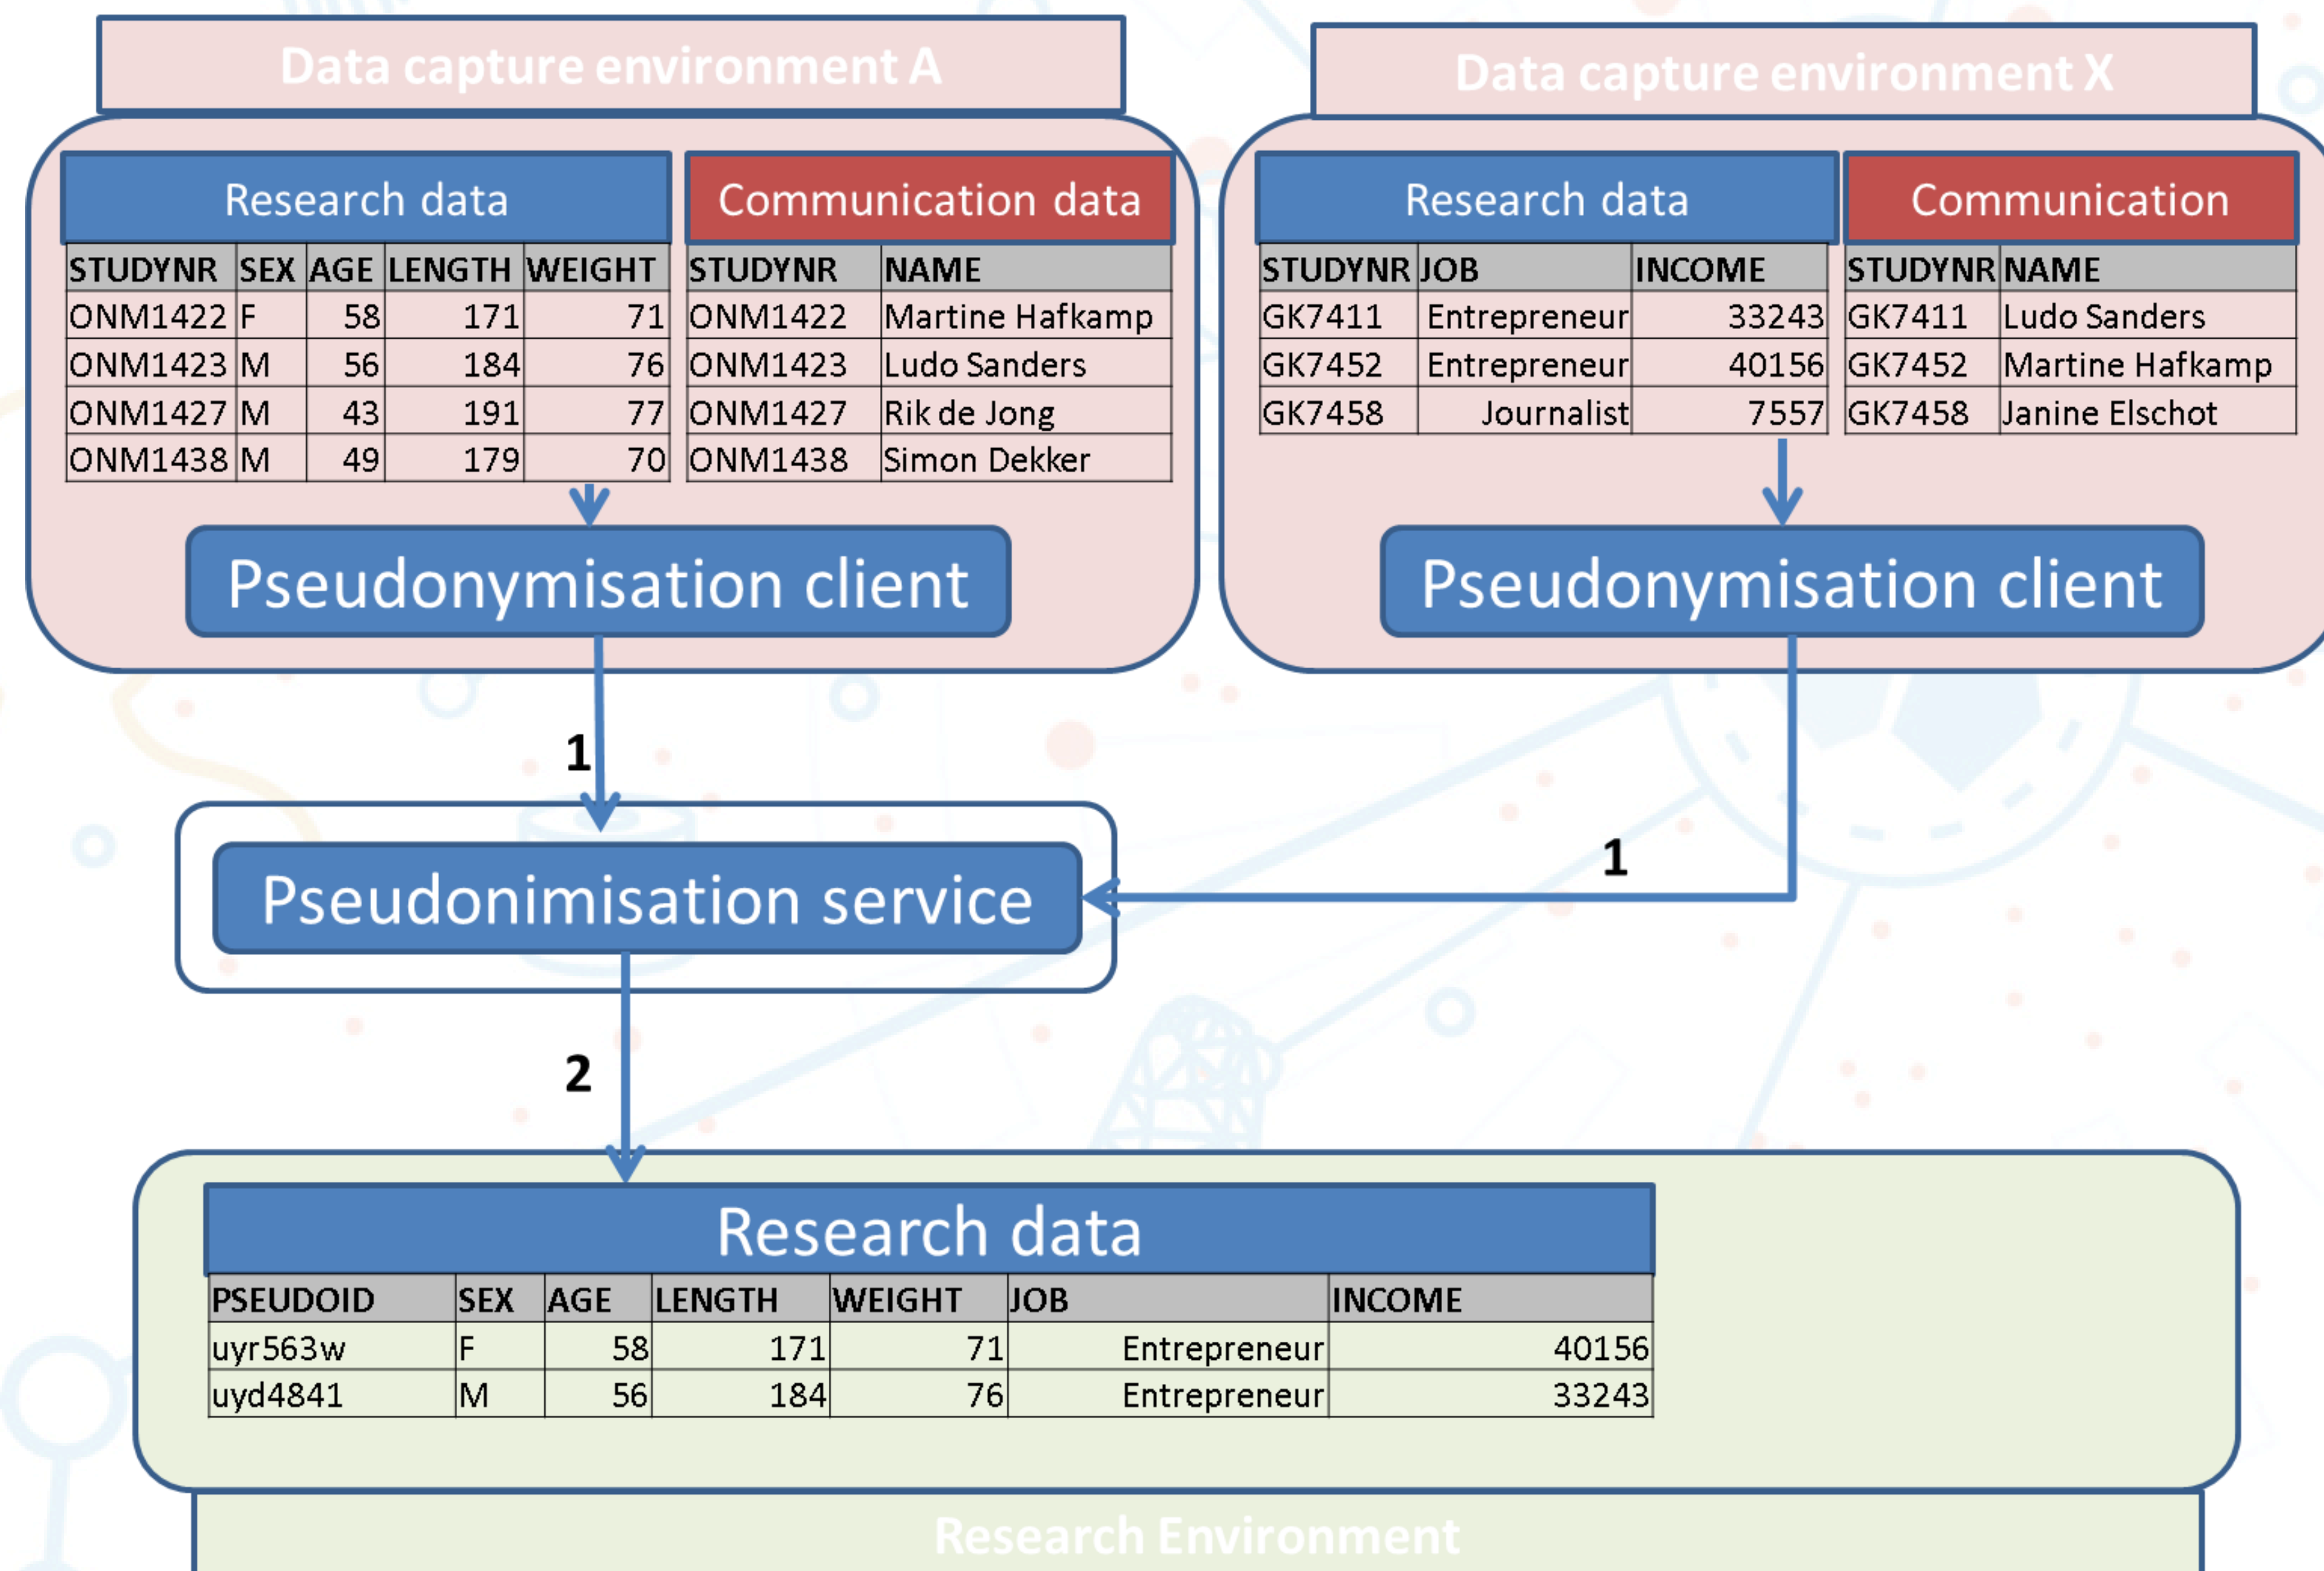 Data capture environment A
Data capture environment X
Research data
Communication data
STUDYNR SEX AGE LENGTH WEIGHT STUDYNR NAME
ONM1422 F 58 171 71 ONM1422 Martine Hafkamp
ONM1423 M 56 184 76 ONM1423 Ludo Sanders
ONM1427 M 43 191 77 ONM1427 Rik de Jong
ONM1438 M 49 179 70 ONM1438 Simon Dekker
Pseudonymisation client
Research data
Communication
STUDYNR JOB INCOME STUDYNR NAME
GK7411 Entrepreneur 33243 GK7411 Ludo Sanders
GK7452 Entrepreneur 40156 GK7452 Martine Hafkamp
GK7458 Journalist 7557 GK7458 Janine Elschot
Pseudonymisation client
1
1
Pseudonimisation service
2
Research data
PSEUDOID SEX AGE LENGTH WEIGHT JOB INCOME
uyr563w F 58 171 71 Entrepreneur 40156
uyd4841 M 56 184 76 Entrepreneur 33243
Research Environment